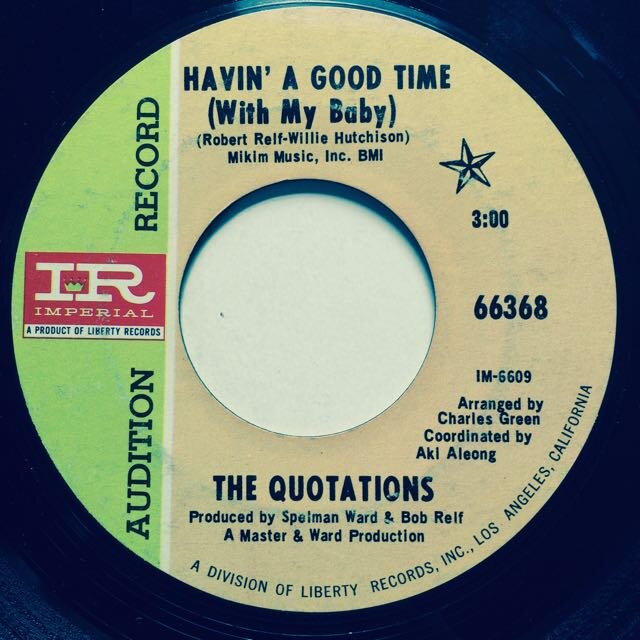 HAVIN' A GOOD TIME
(With My Baby)
(Robert Relf-Willie Hutchison)
Mikim Music, Inc. BMI
3:00
AUDITION RECORD
IR
IMPERIAL
A PRODUCT OF LIBERTY RECORDS
66368
IM-6609
Arranged by
Charles Green
Coordinated by
Aki Aleong
THE QUOTATIONS
Produced by Spelman Ward & Bob Relf
A Master & Ward Production
A DIVISION OF LIBERTY RECORDS, INC., LOS ANGELES, CALIFORNIA